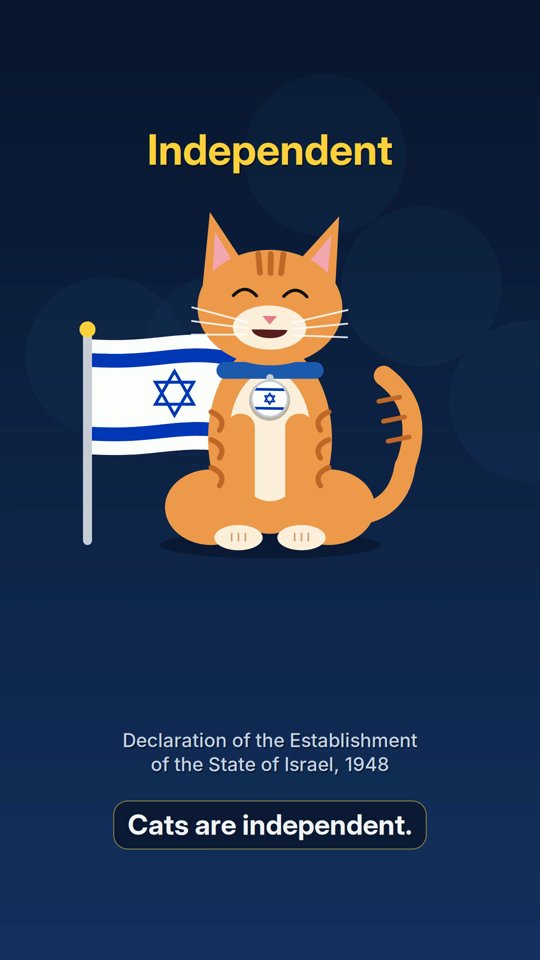 Independent
Declaration of the Establishment
of the State of Israel, 1948
Cats are independent.